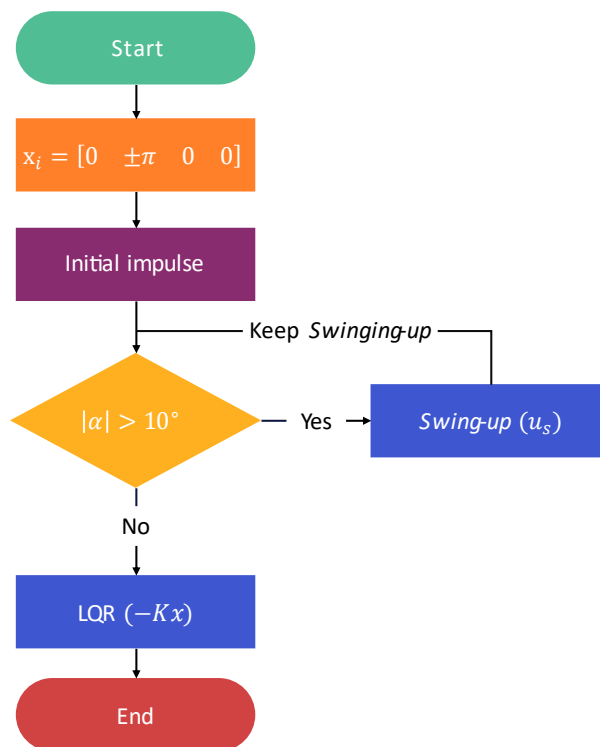 Start
x_i = [0 ±π 0 0]
Initial impulse
Keep Swinging-up
|α| > 10°
Yes
Swing-up (u_s)
No
LQR (−Kx)
End